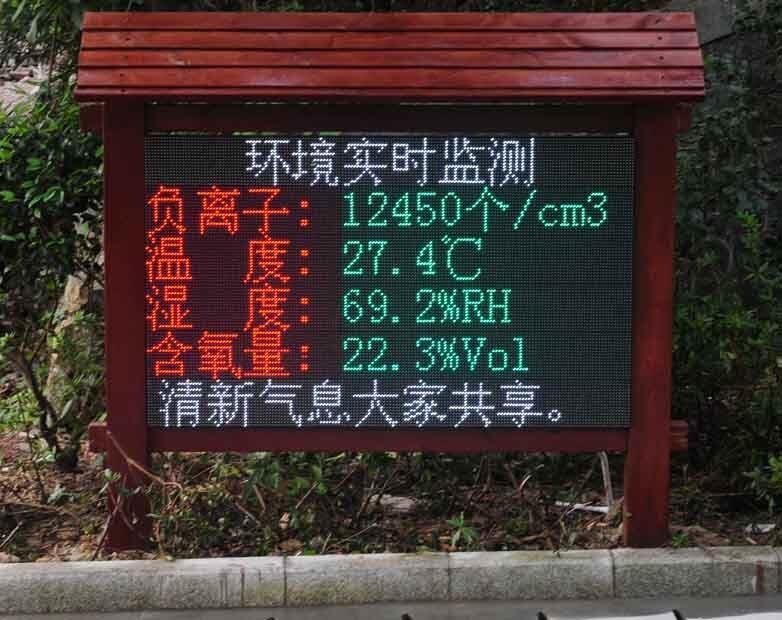 环境实时监测
负离子：12450个/cm3
温度：27.4℃
湿度：69.2%RH
含氧量：22.3%Vol
清新气息大家共享。